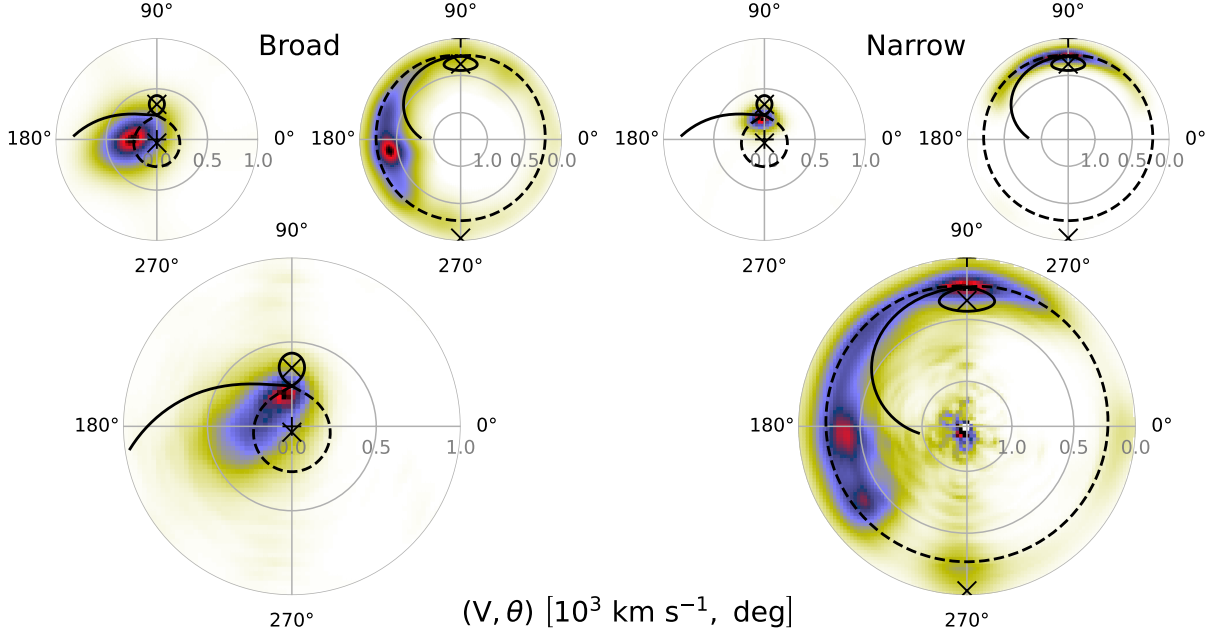 90° 90° 90° 90°
Broad Narrow
180° 0° 180° 0° 180° 0° 180° 0°
0.0 0.5 1.0 1.0 0.5 0.0 0.0 0.5 1.0 1.0 0.5 0.0
90° 90°
270° 270° 270° 270°
180° 0° 180° 0°
0.0 0.5 1.0 1.0 0.5 0.0
(V, θ) [10³ km s⁻¹, deg]
270° 270°